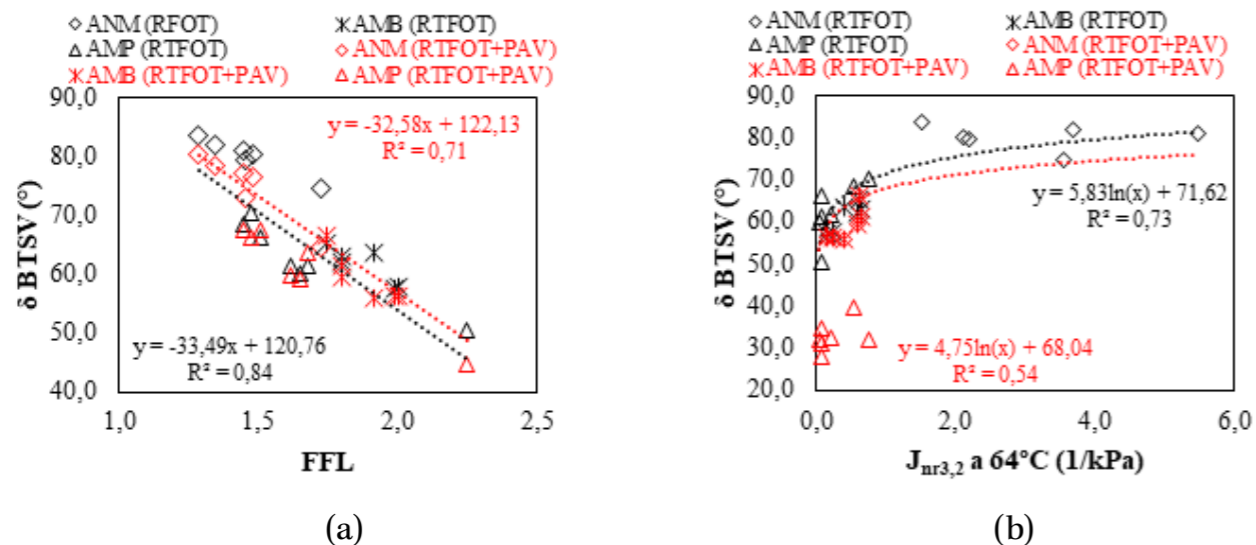 ANM (RFOT) AMB (RTFOT)
AMP (RTFOT) ANM (RTFOT+PAV)
AMB (RTFOT+PAV) AMP (RTFOT+PAV)
90,0
80,0
70,0
60,0
50,0
40,0
δ BTSV (°)
y = -32,58x + 122,13
R² = 0,71
y = -33,49x + 120,76
R² = 0,84
1,0 1,5 2,0 2,5
FFL
(a)
ANM (RTFOT) AMB (RTFOT)
AMP (RTFOT) ANM (RTFOT+PAV)
AMB (RTFOT+PAV) AMP (RTFOT+PAV)
90,0
80,0
70,0
60,0
50,0
40,0
30,0
20,0
δ BTSV (°)
y = 5,83ln(x) + 71,62
R² = 0,73
y = 4,75ln(x) + 68,04
R² = 0,54
0,0 2,0 4,0 6,0
Jnr3,2 a 64°C (1/kPa)
(b)